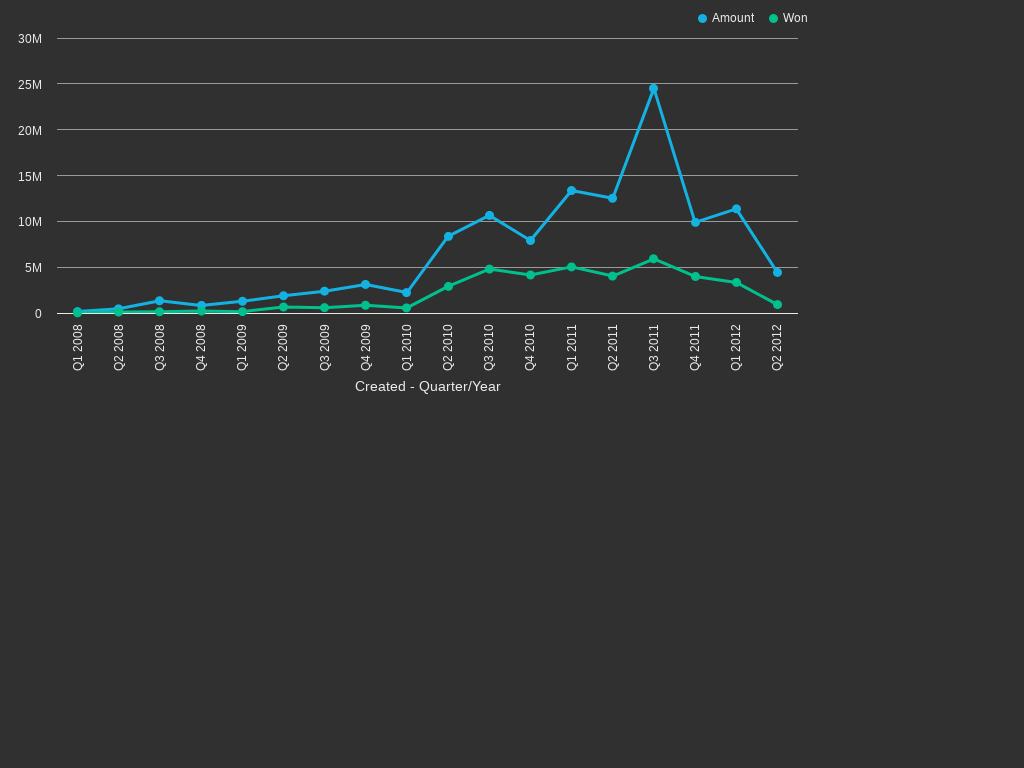 Amount Won
30M
25M
20M
15M
10M
5M
0
Q1 2008
Q2 2008
Q3 2008
Q4 2008
Q1 2009
Q2 2009
Q3 2009
Q4 2009
Q1 2010
Q2 2010
Q3 2010
Q4 2010
Q1 2011
Q2 2011
Q3 2011
Q4 2011
Q1 2012
Q2 2012
Created - Quarter/Year